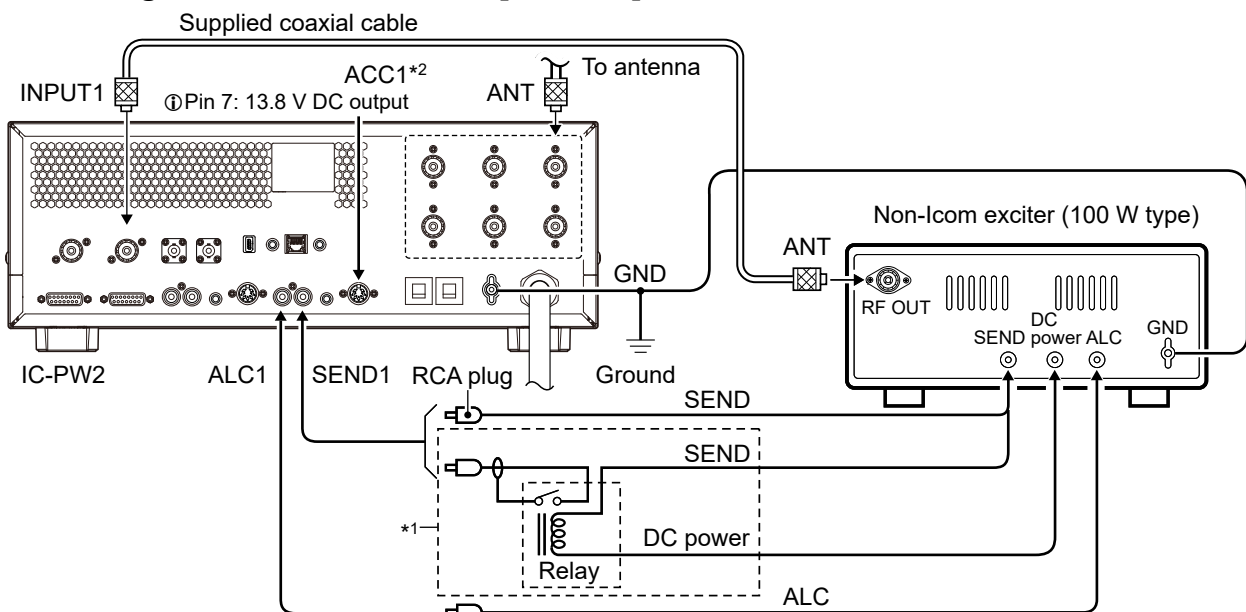 Supplied coaxial cable
INPUT1
ACC1*2
ⓘPin 7: 13.8 V DC output
ANT
To antenna
Non-Icom exciter (100 W type)
ANT
GND
RF OUT
SEND
DC
power
ALC
GND
IC-PW2
ALC1
SEND1
RCA plug
Ground
SEND
SEND
*1
DC power
Relay
ALC